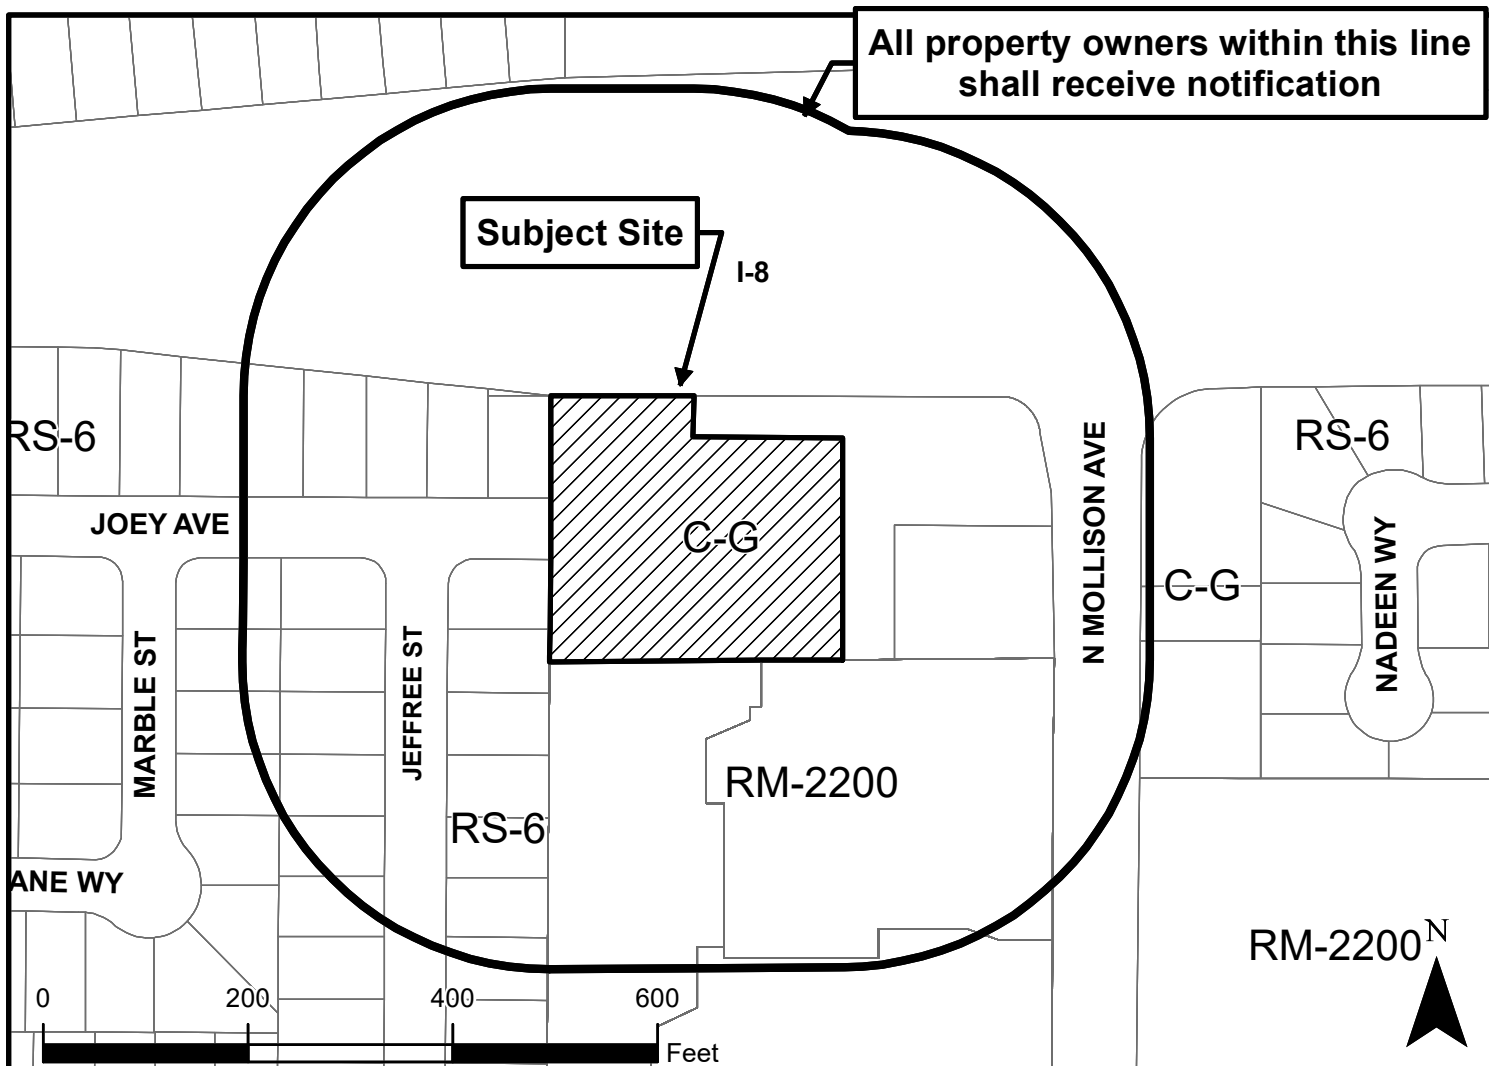 All property owners within this line
shall receive notification
Subject Site
I-8
RS-6
RS-6
JOEY AVE
C-G
N MOLLISON AVE
C-G
NADEEN WY
MARBLE ST
JEFFREE ST
RM-2200
RS-6
ANE WY
RM-2200
N
0 200 400 600
Feet